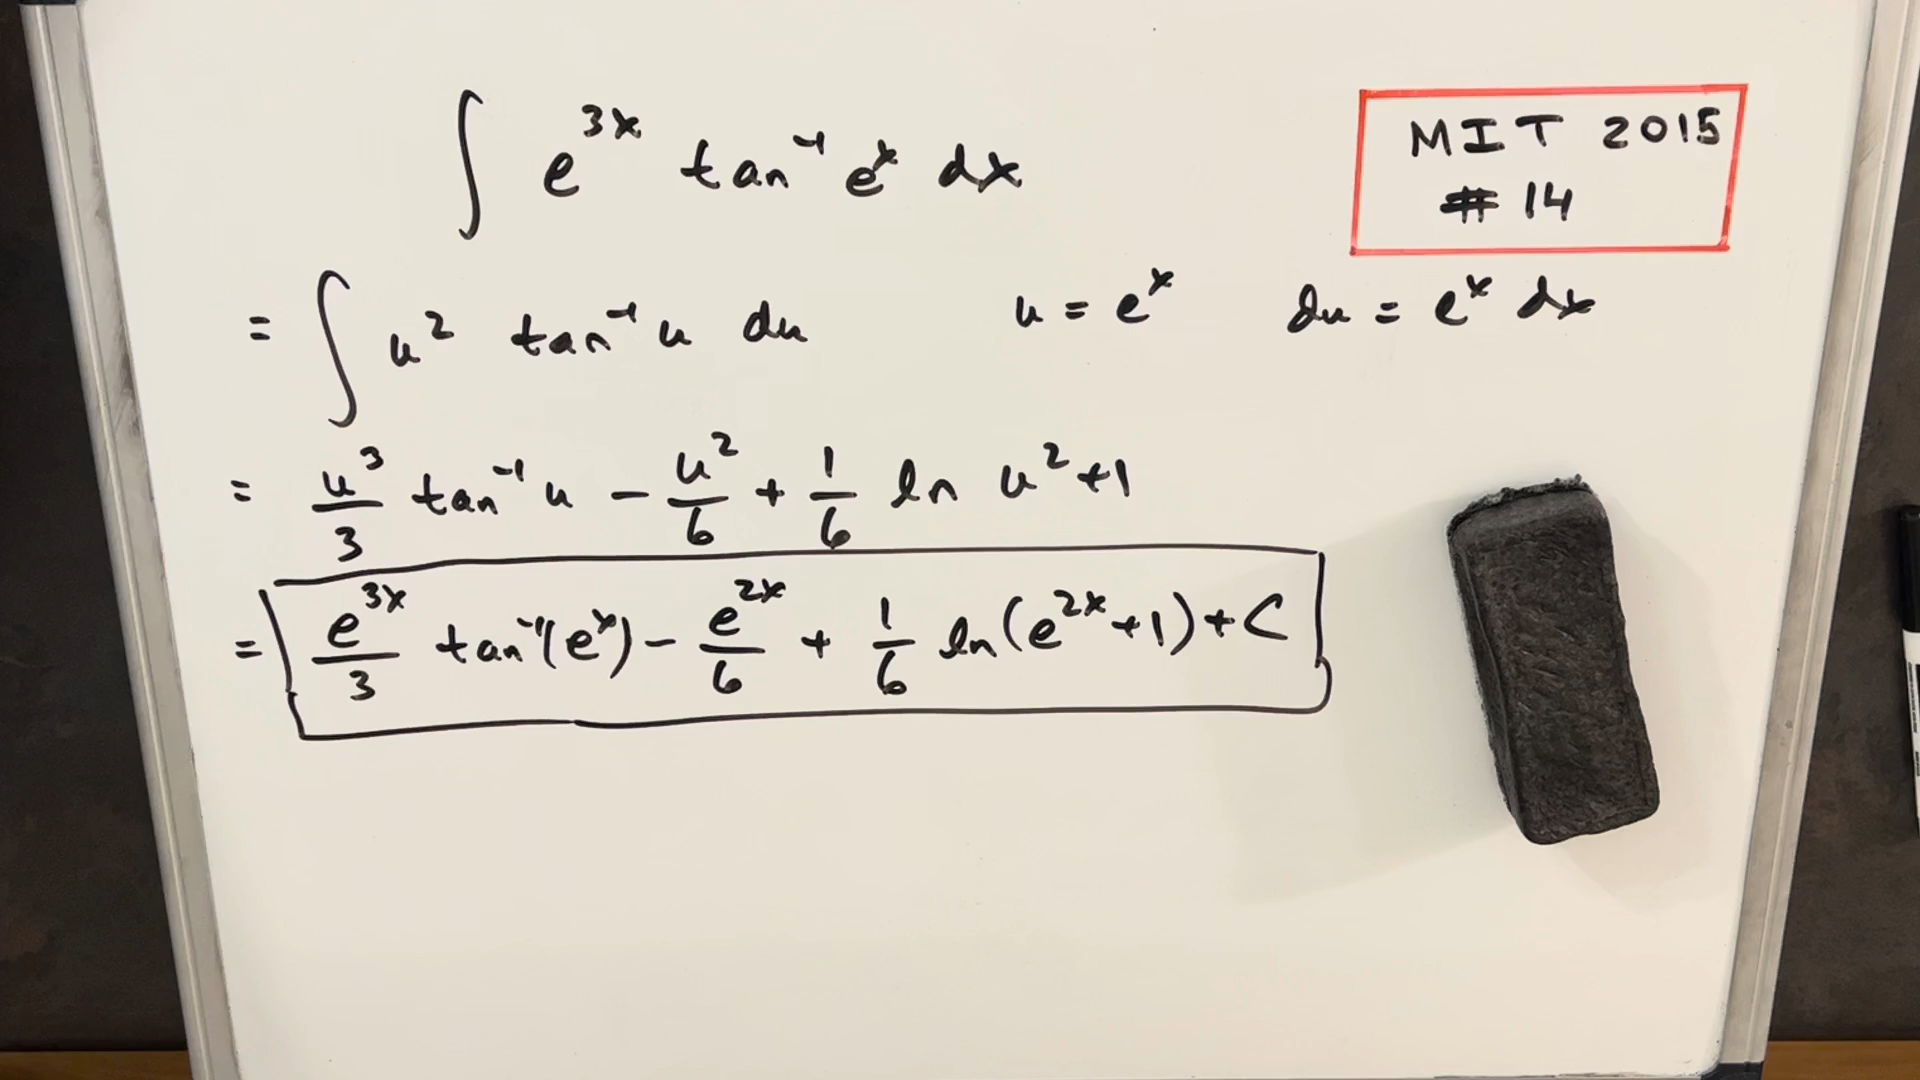 ∫ e^{3x} tan^{-1} e^x dx
MIT 2015
# 14
= ∫ u^2 tan^{-1} u du u = e^x du = e^x dx
= u^3/3 tan^{-1} u - u^2/6 + 1/6 ln u^2+1
= e^{3x}/3 tan^{-1}(e^x) - e^{2x}/6 + 1/6 ln(e^{2x}+1)+C